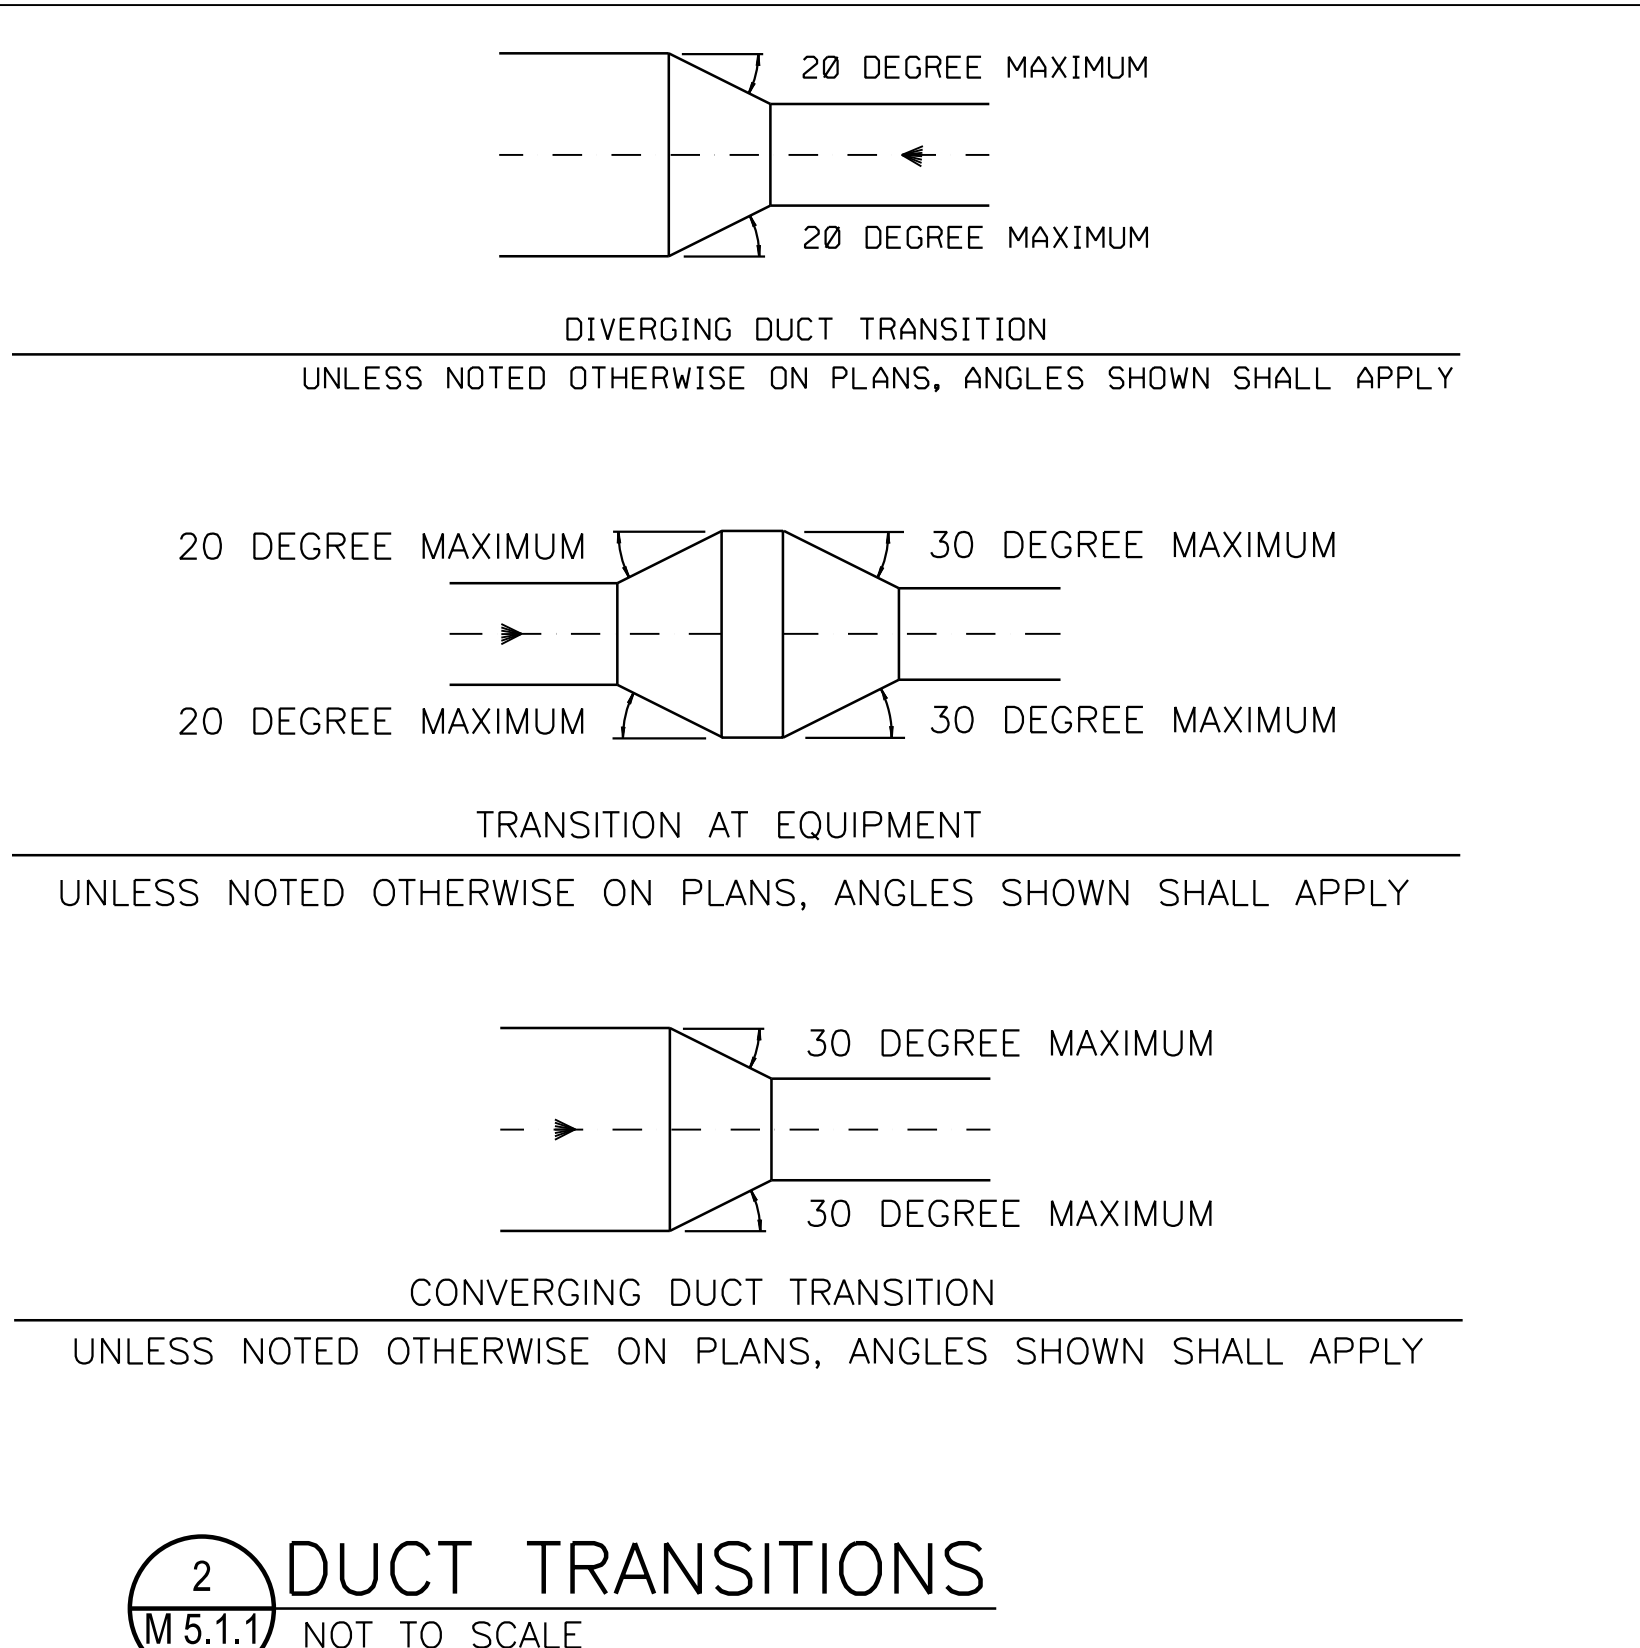 20 DEGREE MAXIMUM
20 DEGREE MAXIMUM
DIVERGING DUCT TRANSITION
UNLESS NOTED OTHERWISE ON PLANS, ANGLES SHOWN SHALL APPLY
20 DEGREE MAXIMUM
30 DEGREE MAXIMUM
20 DEGREE MAXIMUM
30 DEGREE MAXIMUM
TRANSITION AT EQUIPMENT
UNLESS NOTED OTHERWISE ON PLANS, ANGLES SHOWN SHALL APPLY
30 DEGREE MAXIMUM
30 DEGREE MAXIMUM
CONVERGING DUCT TRANSITION
UNLESS NOTED OTHERWISE ON PLANS, ANGLES SHOWN SHALL APPLY
2
DUCT TRANSITIONS
M 5.1.1
NOT TO SCALE